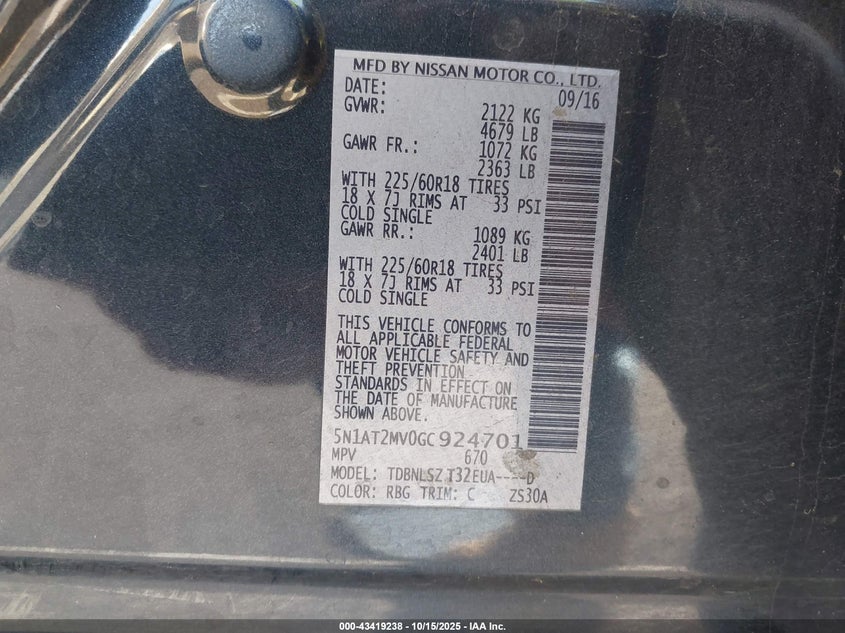 MFD BY NISSAN MOTOR CO., LTD.
DATE: 09/16
GVWR: 2122 KG
4679 LB
GAWR FR.: 1072 KG
2363 LB
WITH 225/60R18 TIRES
18 X 7J RIMS AT 33 PSI
COLD SINGLE
GAWR RR.: 1089 KG
2401 LB
WITH 225/60R18 TIRES
18 X 7J RIMS AT 33 PSI
COLD SINGLE
THIS VEHICLE CONFORMS TO
ALL APPLICABLE FEDERAL
MOTOR VEHICLE SAFETY AND
THEFT PREVENTION
STANDARDS IN EFFECT ON
THE DATE OF MANUFACTURE
SHOWN ABOVE.
5N1AT2MV0GC924701
MPV 670
MODEL: TDBNLSZ T32EUA----D
COLOR: RBG TRIM: C ZS30A
000-43419238 - 10/15/2025 - IAA Inc.